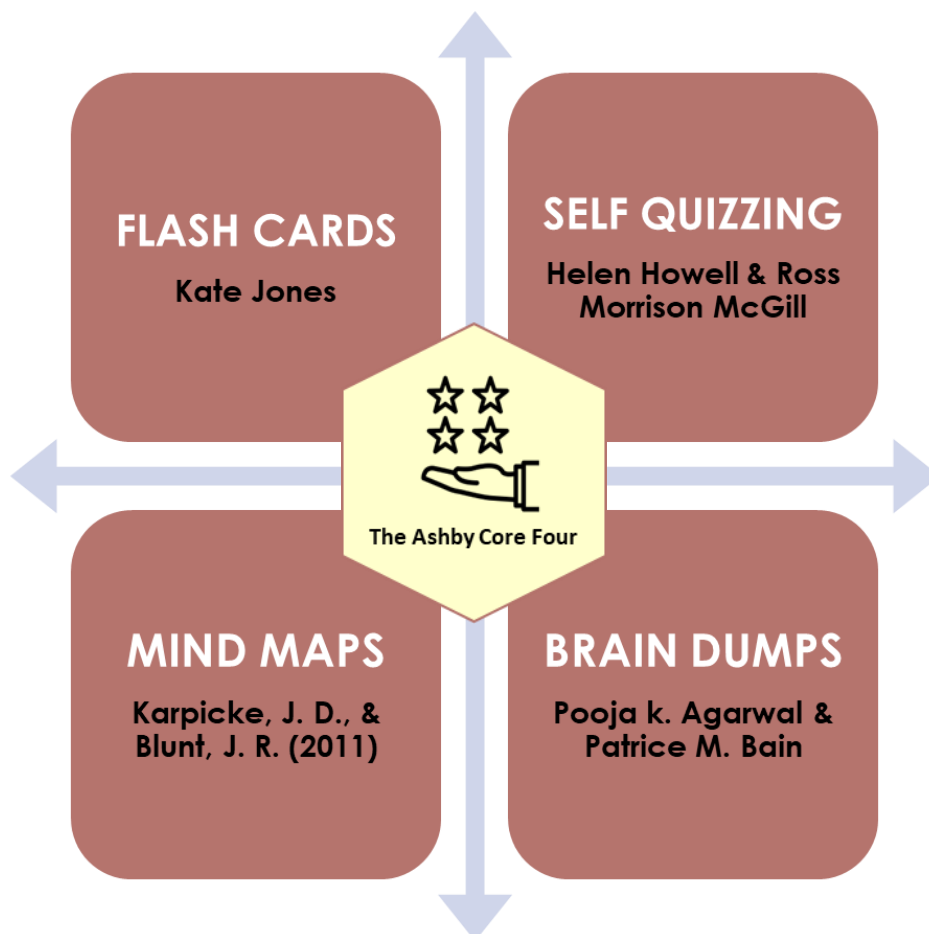 FLASH CARDS
Kate Jones
SELF QUIZZING
Helen Howell & Ross
Morrison McGill
The Ashby Core Four
MIND MAPS
Karpicke, J. D., &
Blunt, J. R. (2011)
BRAIN DUMPS
Pooja k. Agarwal &
Patrice M. Bain